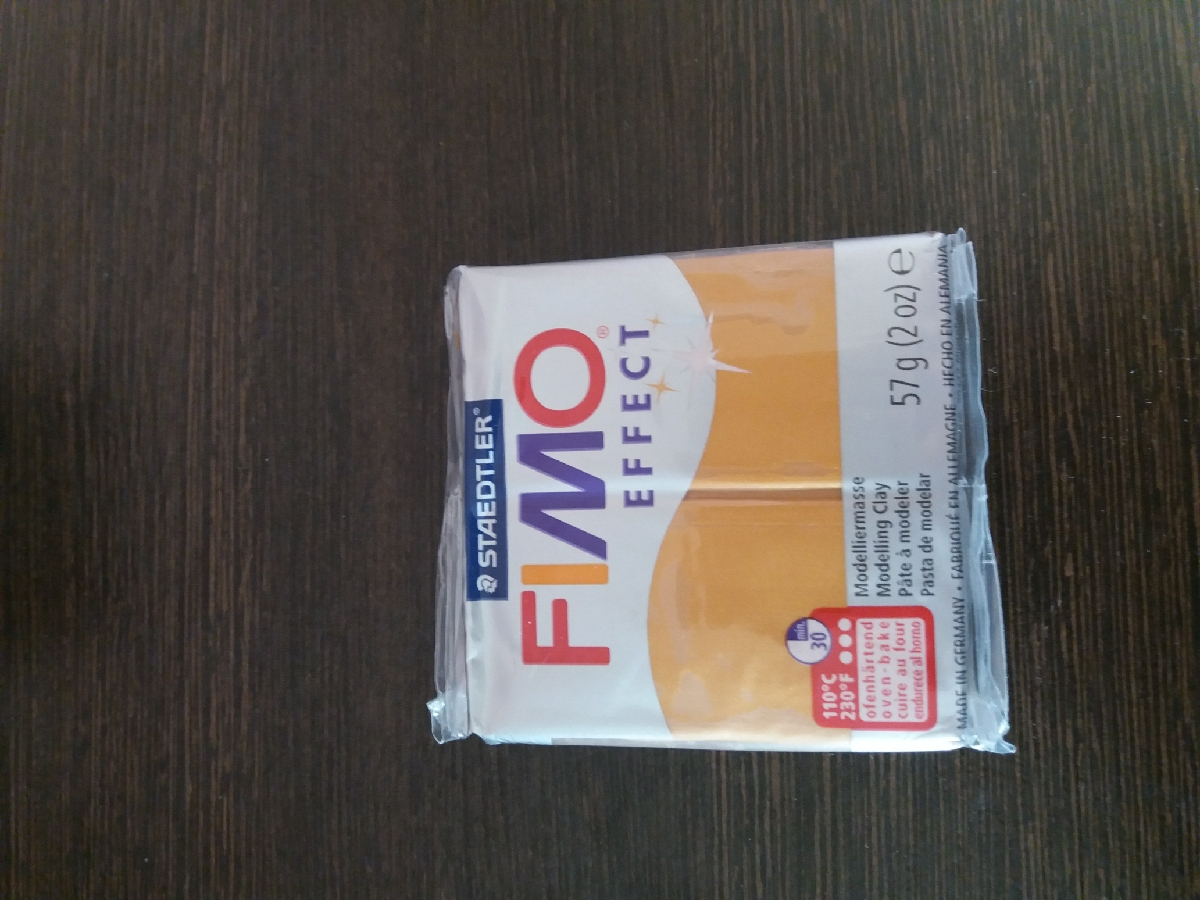 STAEDTLER®
FIMO®
EFFECT
min.
30
110°C
230°F
ofenhärtend
oven-bake
cuire au four
endurece al horno
Modelliermasse
Modelling Clay
Pâte à modeler
Pasta de modelar
57 g (2 oz) ℮
MADE IN GERMANY • FABRIQUÉ EN ALLEMAGNE • HECHO EN ALEMANIA